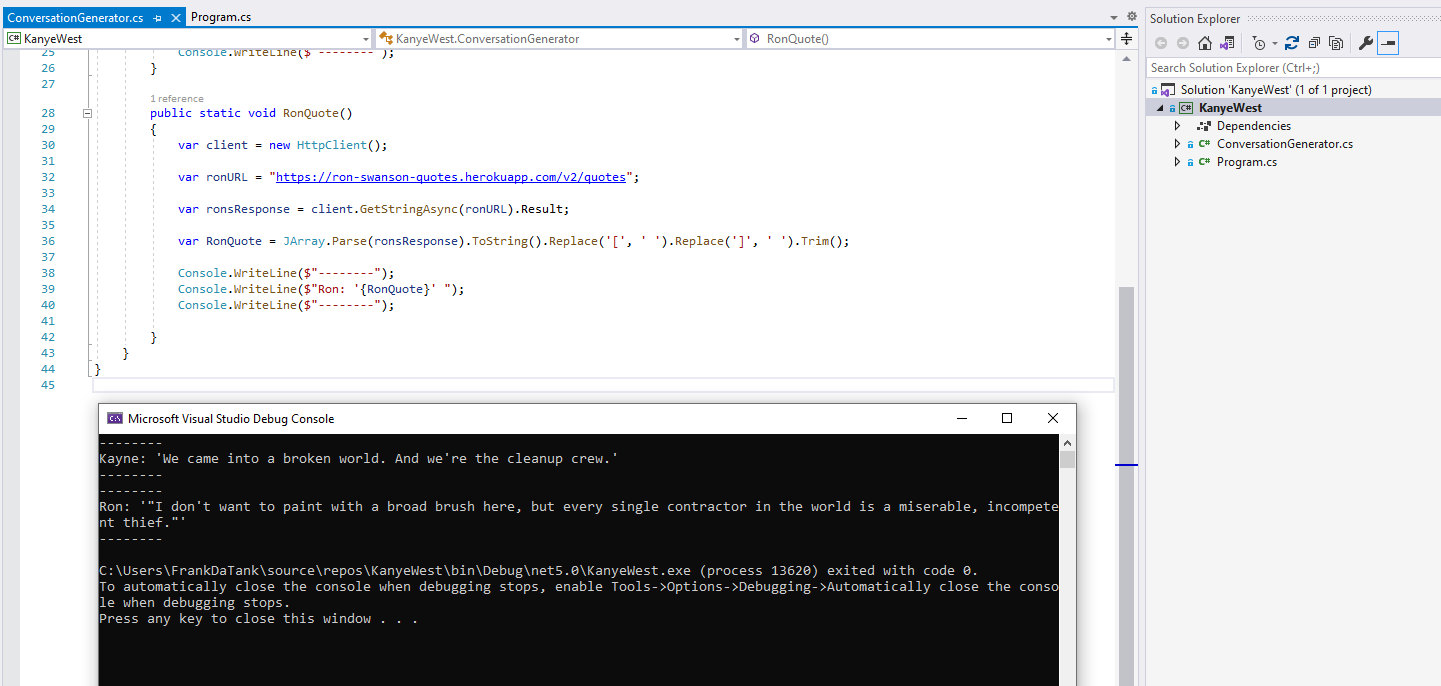 ConversationGenerator.cs
Program.cs
KanyeWest
KanyeWest.ConversationGenerator
RonQuote()
25 Console.WriteLine($"--------");
26 }
27
1 reference
28 public static void RonQuote()
29 {
30 var client = new HttpClient();
31
32 var ronURL = "https://ron-swanson-quotes.herokuapp.com/v2/quotes";
33
34 var ronsResponse = client.GetStringAsync(ronURL).Result;
35
36 var RonQuote = JArray.Parse(ronsResponse).ToString().Replace('[', ' ').Replace(']', ' ').Trim();
37
38 Console.WriteLine($"--------");
39 Console.WriteLine($"Ron: '{RonQuote}' ");
40 Console.WriteLine($"--------");
41
42 }
43 }
44 }
45
Solution Explorer
Search Solution Explorer (Ctrl+;)
Solution 'KanyeWest' (1 of 1 project)
C# KanyeWest
Dependencies
C# ConversationGenerator.cs
C# Program.cs
Microsoft Visual Studio Debug Console
--------
Kayne: 'We came into a broken world. And we're the cleanup crew.'
--------
--------
Ron: '"I don't want to paint with a broad brush here, but every single contractor in the world is a miserable, incompete
nt thief."'
--------
C:\Users\FrankDaTank\source\repos\KanyeWest\bin\Debug\net5.0\KanyeWest.exe (process 13620) exited with code 0.
To automatically close the console when debugging stops, enable Tools->Options->Debugging->Automatically close the conso
le when debugging stops.
Press any key to close this window . . .